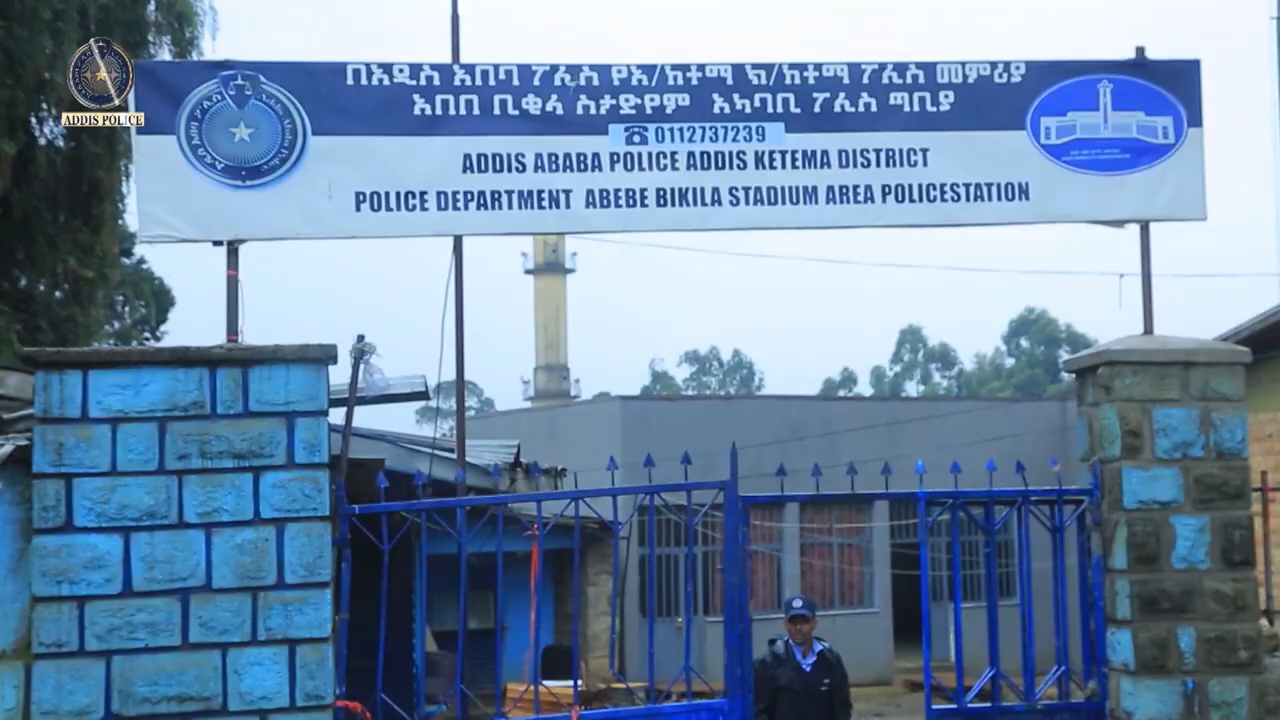 ADDIS POLICE
በአዲስ አበባ ፖሊስ የአ/ከተማ ክ/ከተማ ፖሊስ መምሪያ
አበበ ቢቂላ ስታድየም አካባቢ ፖሊስ ጣቢያ
0112737239
ADDIS ABABA POLICE ADDIS KETEMA DISTRICT
POLICE DEPARTMENT ABEBE BIKILA STADIUM AREA POLICESTATION